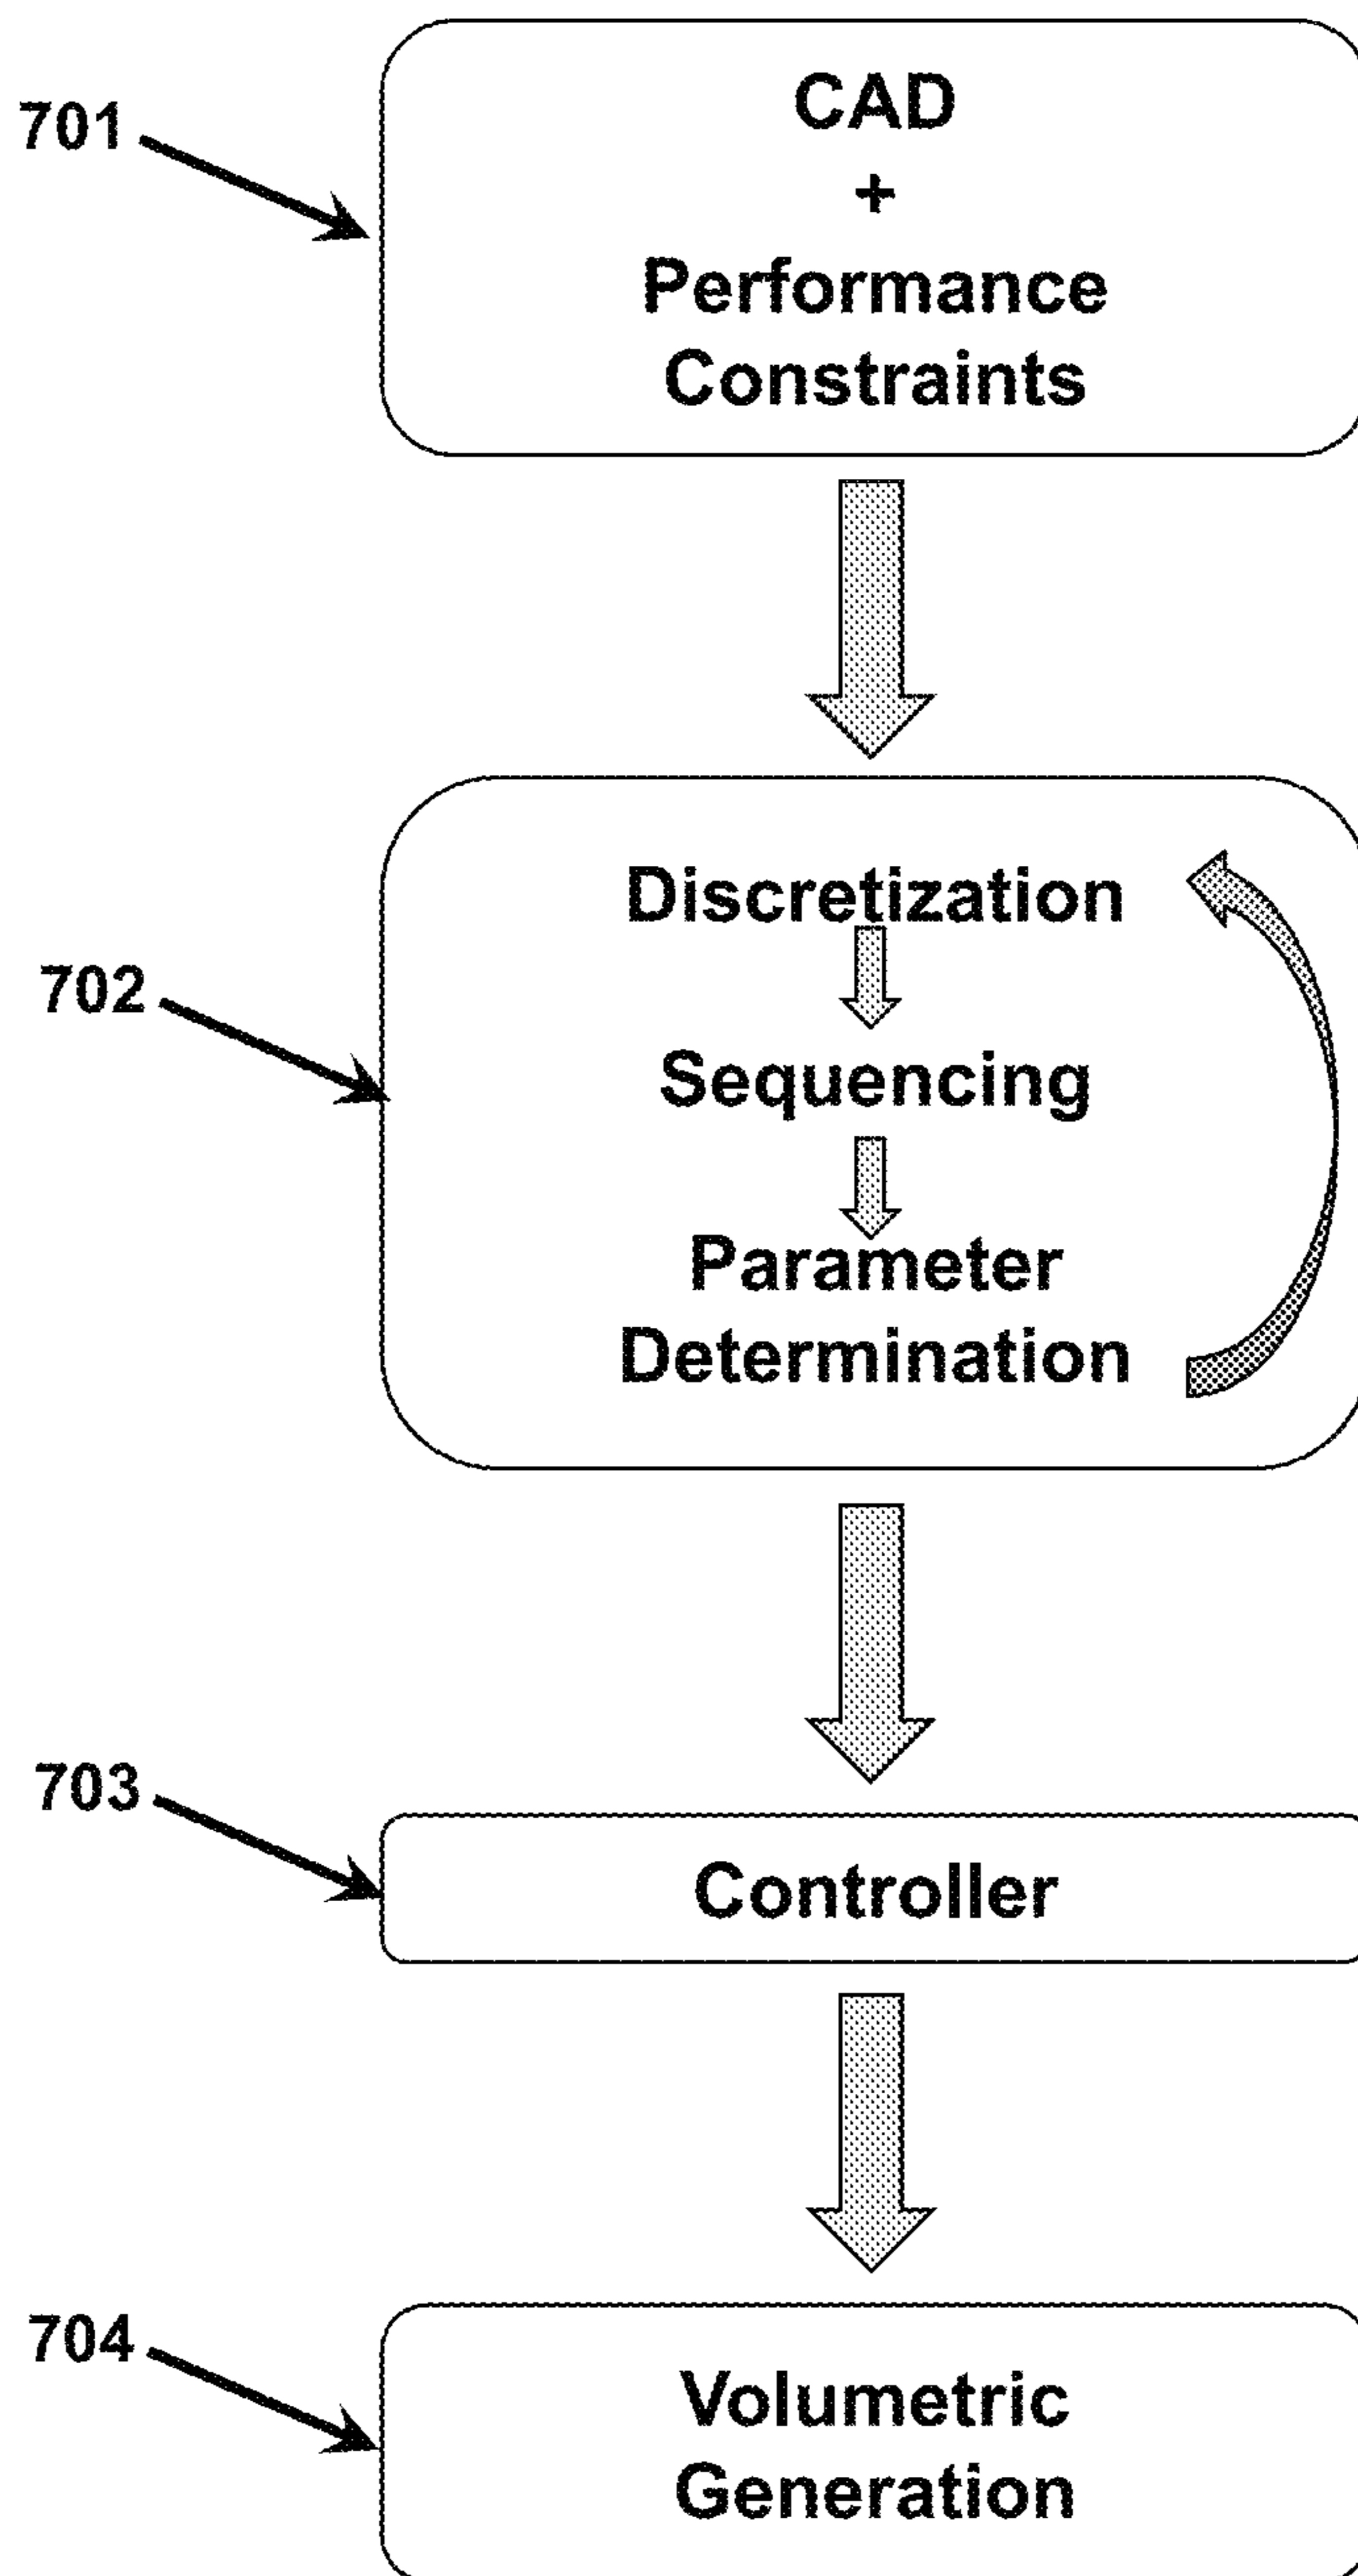 701
CAD
+
Performance
Constraints
702
Discretization
Sequencing
Parameter
Determination
703
Controller
704
Volumetric
Generation